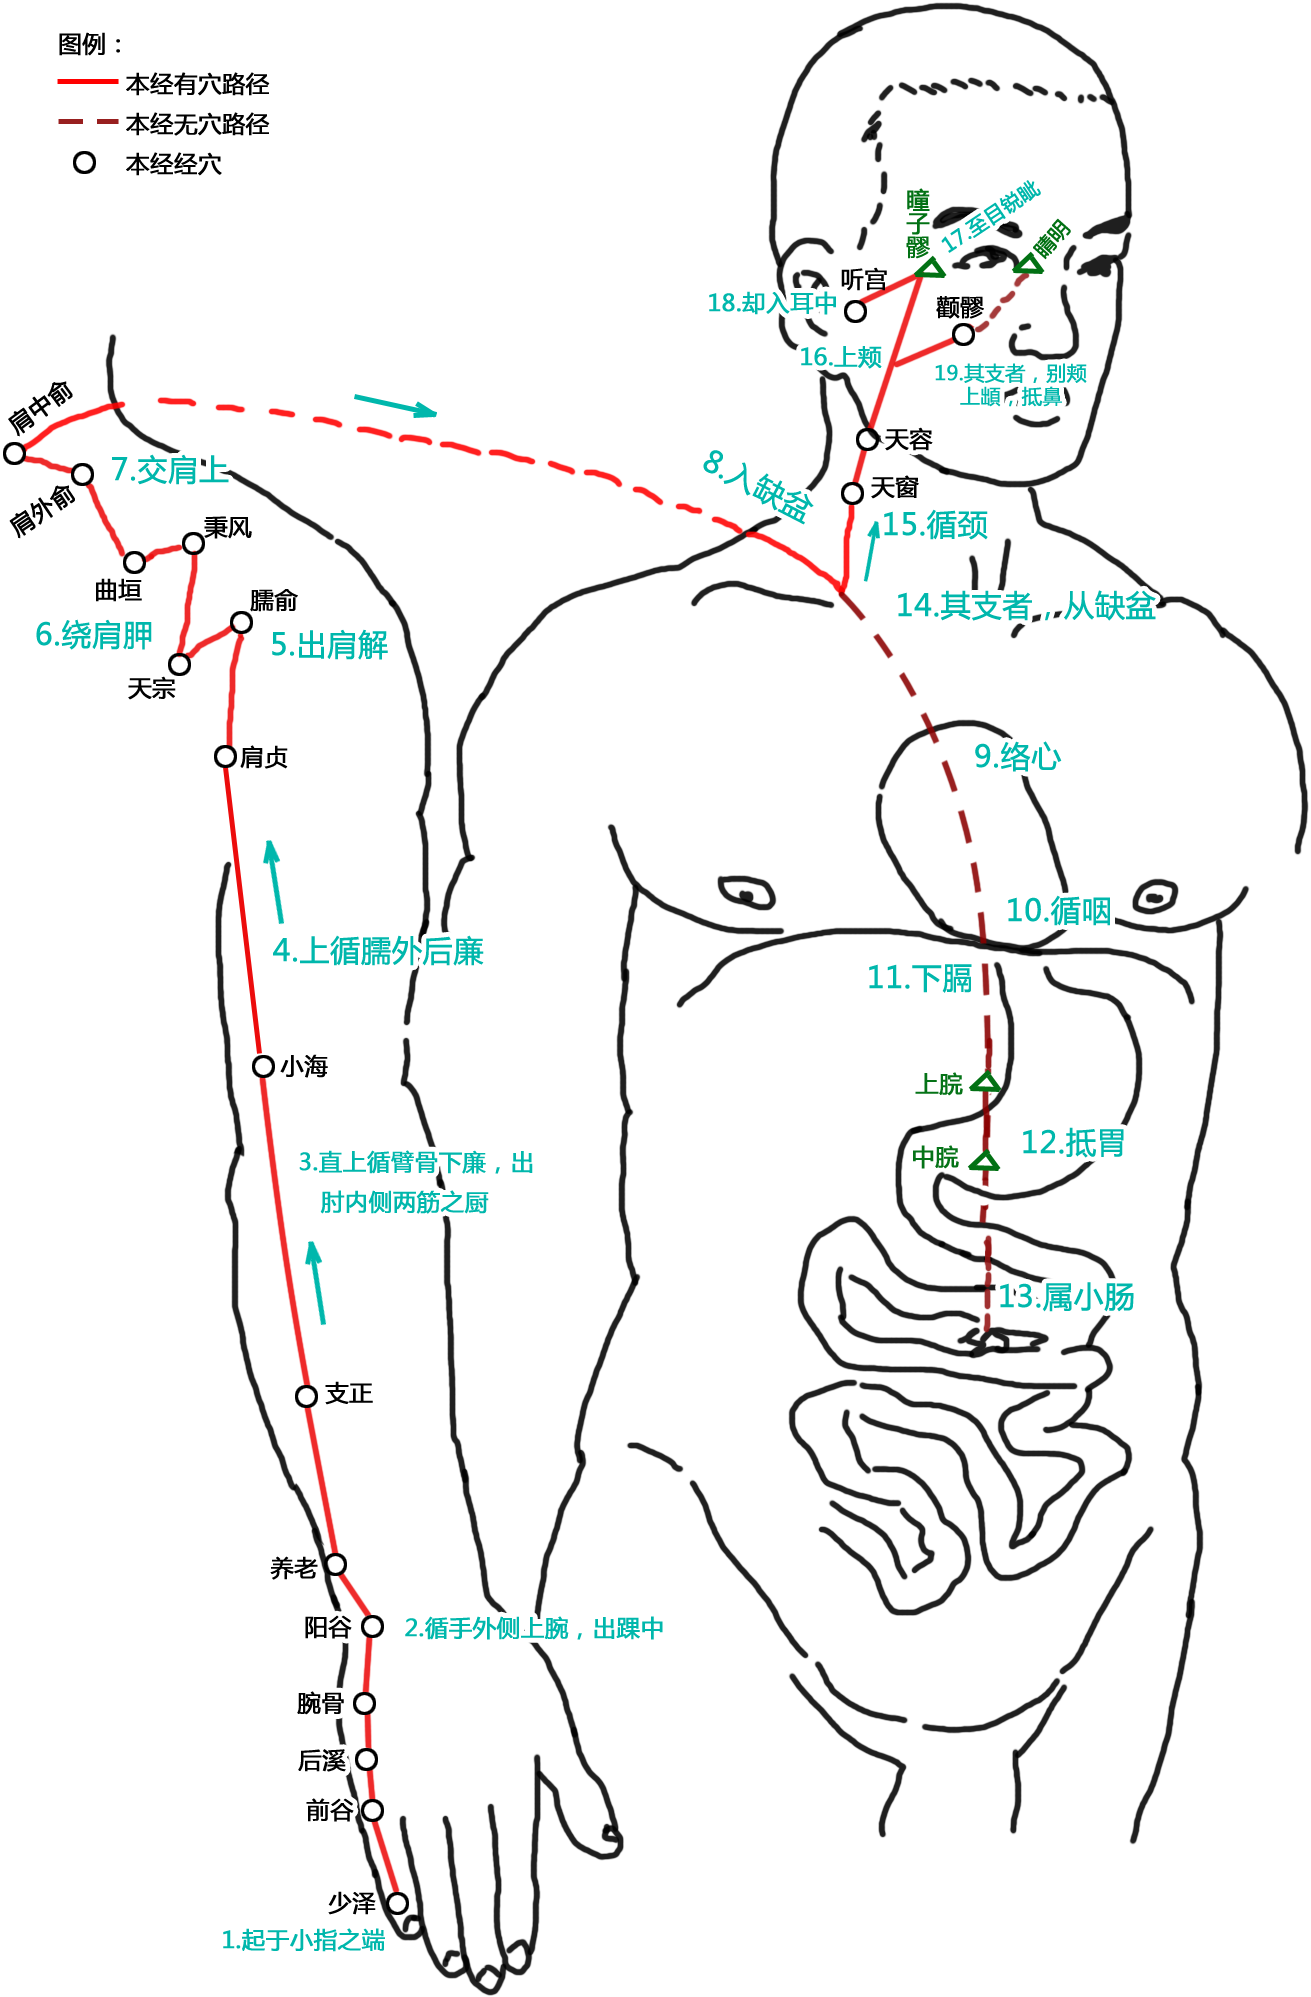 图例：
本经有穴路径
本经无穴路径
本经经穴
瞳子髎
17.至目锐眦
睛明
听宫
18.却入耳中
颧髎
16.上颊
19.其支者，别颊
上䪼，抵鼻
天容
天窗
15.循颈
8.入缺盆
14.其支者，从缺盆
肩中俞
7.交肩上
肩外俞
秉风
曲垣
臑俞
6.绕肩胛
5.出肩解
天宗
肩贞
9.络心
10.循咽
4.上循臑外后廉
11.下膈
小海
上脘
12.抵胃
中脘
3.直上循臂骨下廉，出
肘内侧两筋之厨
13.属小肠
支正
养老
阳谷
2.循手外侧上腕，出踝中
腕骨
后溪
前谷
少泽
1.起于小指之端